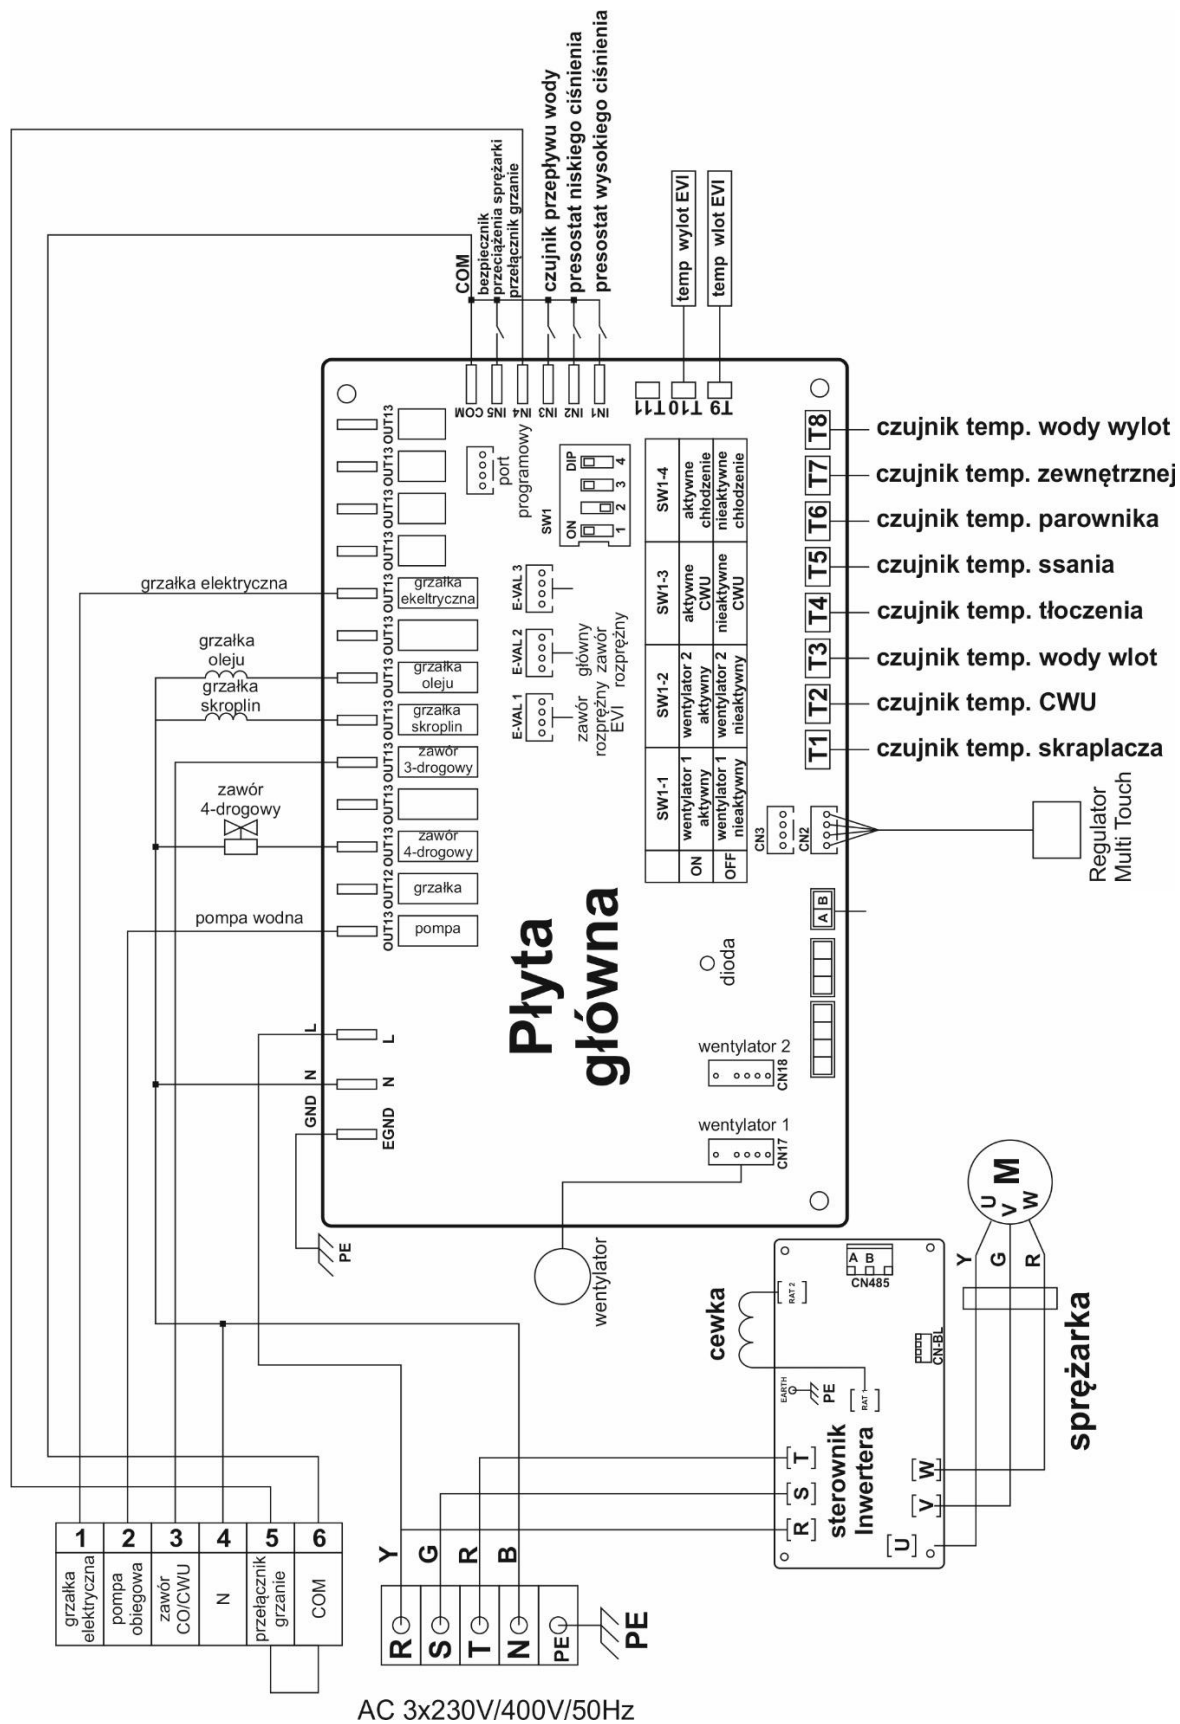 COM
bezpiecznik
przeciążenia sprężarki
przełącznik grzanie
czujnik przepływu wody
presostat niskiego ciśnienia
presostat wysokiego ciśnienia
temp wylot EVI
temp wlot EVI
COM
IN5
IN4
IN3
IN2
IN1
T11
T10
T9
OUT13
OUT13
OUT13
OUT13
grzałka elektryczna
OUT13
grzałka
ekeltryczna
OUT13
grzałka
oleju
OUT13
grzałka
oleju
grzałka
skroplin
OUT13
grzałka
skroplin
OUT13
zawór
3-drogowy
OUT13
zawór
4-drogowy
OUT13
zawór
4-drogowy
OUT12
grzałka
pompa wodna
OUT13
pompa
port
programowy
SW1
ON
DIP
1
2
3
4
E-VAL 3
E-VAL 2
główny
zawór
rozprężny
E-VAL 1
zawór
rozprężny
EVI
SW1-1
SW1-2
SW1-3
SW1-4
ON
wentylator 1
aktywny
wentylator 2
aktywny
aktywne
CWU
aktywne
chłodzenie
OFF
wentylator 1
nieaktywny
wentylator 2
nieaktywny
nieaktywne
CWU
nieaktywne
chłodzenie
T8
czujnik temp. wody wylot
T7
czujnik temp. zewnętrznej
T6
czujnik temp. parownika
T5
czujnik temp. ssania
T4
czujnik temp. tłoczenia
T3
czujnik temp. wody wlot
T2
czujnik temp. CWU
T1
czujnik temp. skraplacza
CN3
CN2
Regulator
Multi Touch
A B
Płyta
główna
dioda
L
L
N
N
GND
EGND
PE
wentylator 2
CN18
wentylator 1
CN17
wentylator
M
U
V
W
Y
G
R
sprężarka
A B
CN485
CN-BL
RAT 2
RAT 1
cewka
EARTH
PE
sterownik
Inwertera
T
S
R
W
V
U
1
2
3
4
5
6
grzałka
elektryczna
pompa
obiegowa
zawór
CO/CWU
N
przełącznik
grzanie
COM
Y
G
R
B
R
S
T
N
PE
PE
AC 3x230V/400V/50Hz